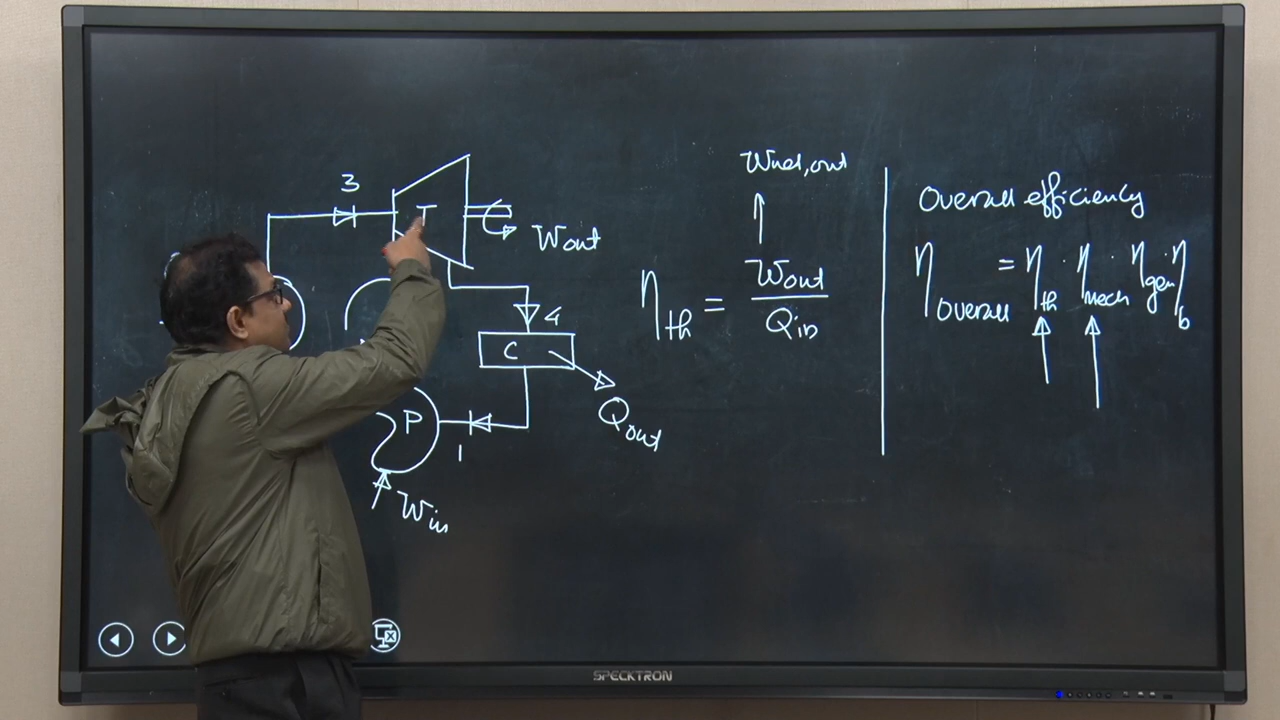 3
T
Wout
4
C
Qout
P
1
Win
Wnet,out
ηth = Wout / Qin
Overall efficiency
ηoverall = ηth · ηmech · ηgen · ηb
SPECKTRON